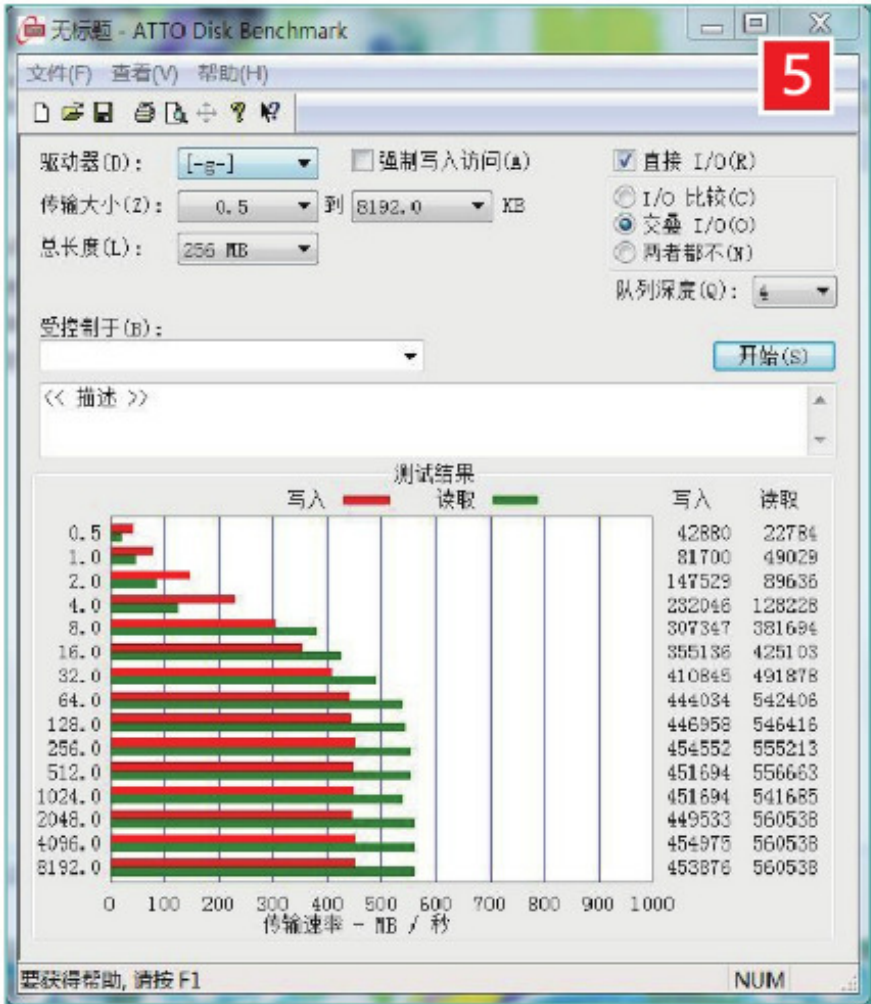 无标题 - ATTO Disk Benchmark
5
文件(F) 查看(V) 帮助(H)
驱动器(D): [-g-] 强制写入访问(A) 直接 I/O(R)
传输大小(Z): 0.5 到 8192.0 KB I/O 比较(C)
交叠 I/O(O)
总长度(L): 256 MB 两者都不(N)
队列深度(Q): 4
受控制于(B):
开始(S)
<< 描述 >>
测试结果
写入 读取 写入 读取
0.5 42880 22784
1.0 81700 49029
2.0 147529 89636
4.0 232046 128228
8.0 307347 381694
16.0 355136 425103
32.0 410845 491878
64.0 444034 542406
128.0 446958 546416
256.0 454552 555213
512.0 451694 556663
1024.0 451694 541685
2048.0 449533 560538
4096.0 454975 560538
8192.0 453876 560538
0 100 200 300 400 500 600 700 800 900 1000
传输速率 - MB / 秒
要获得帮助, 请按 F1 NUM